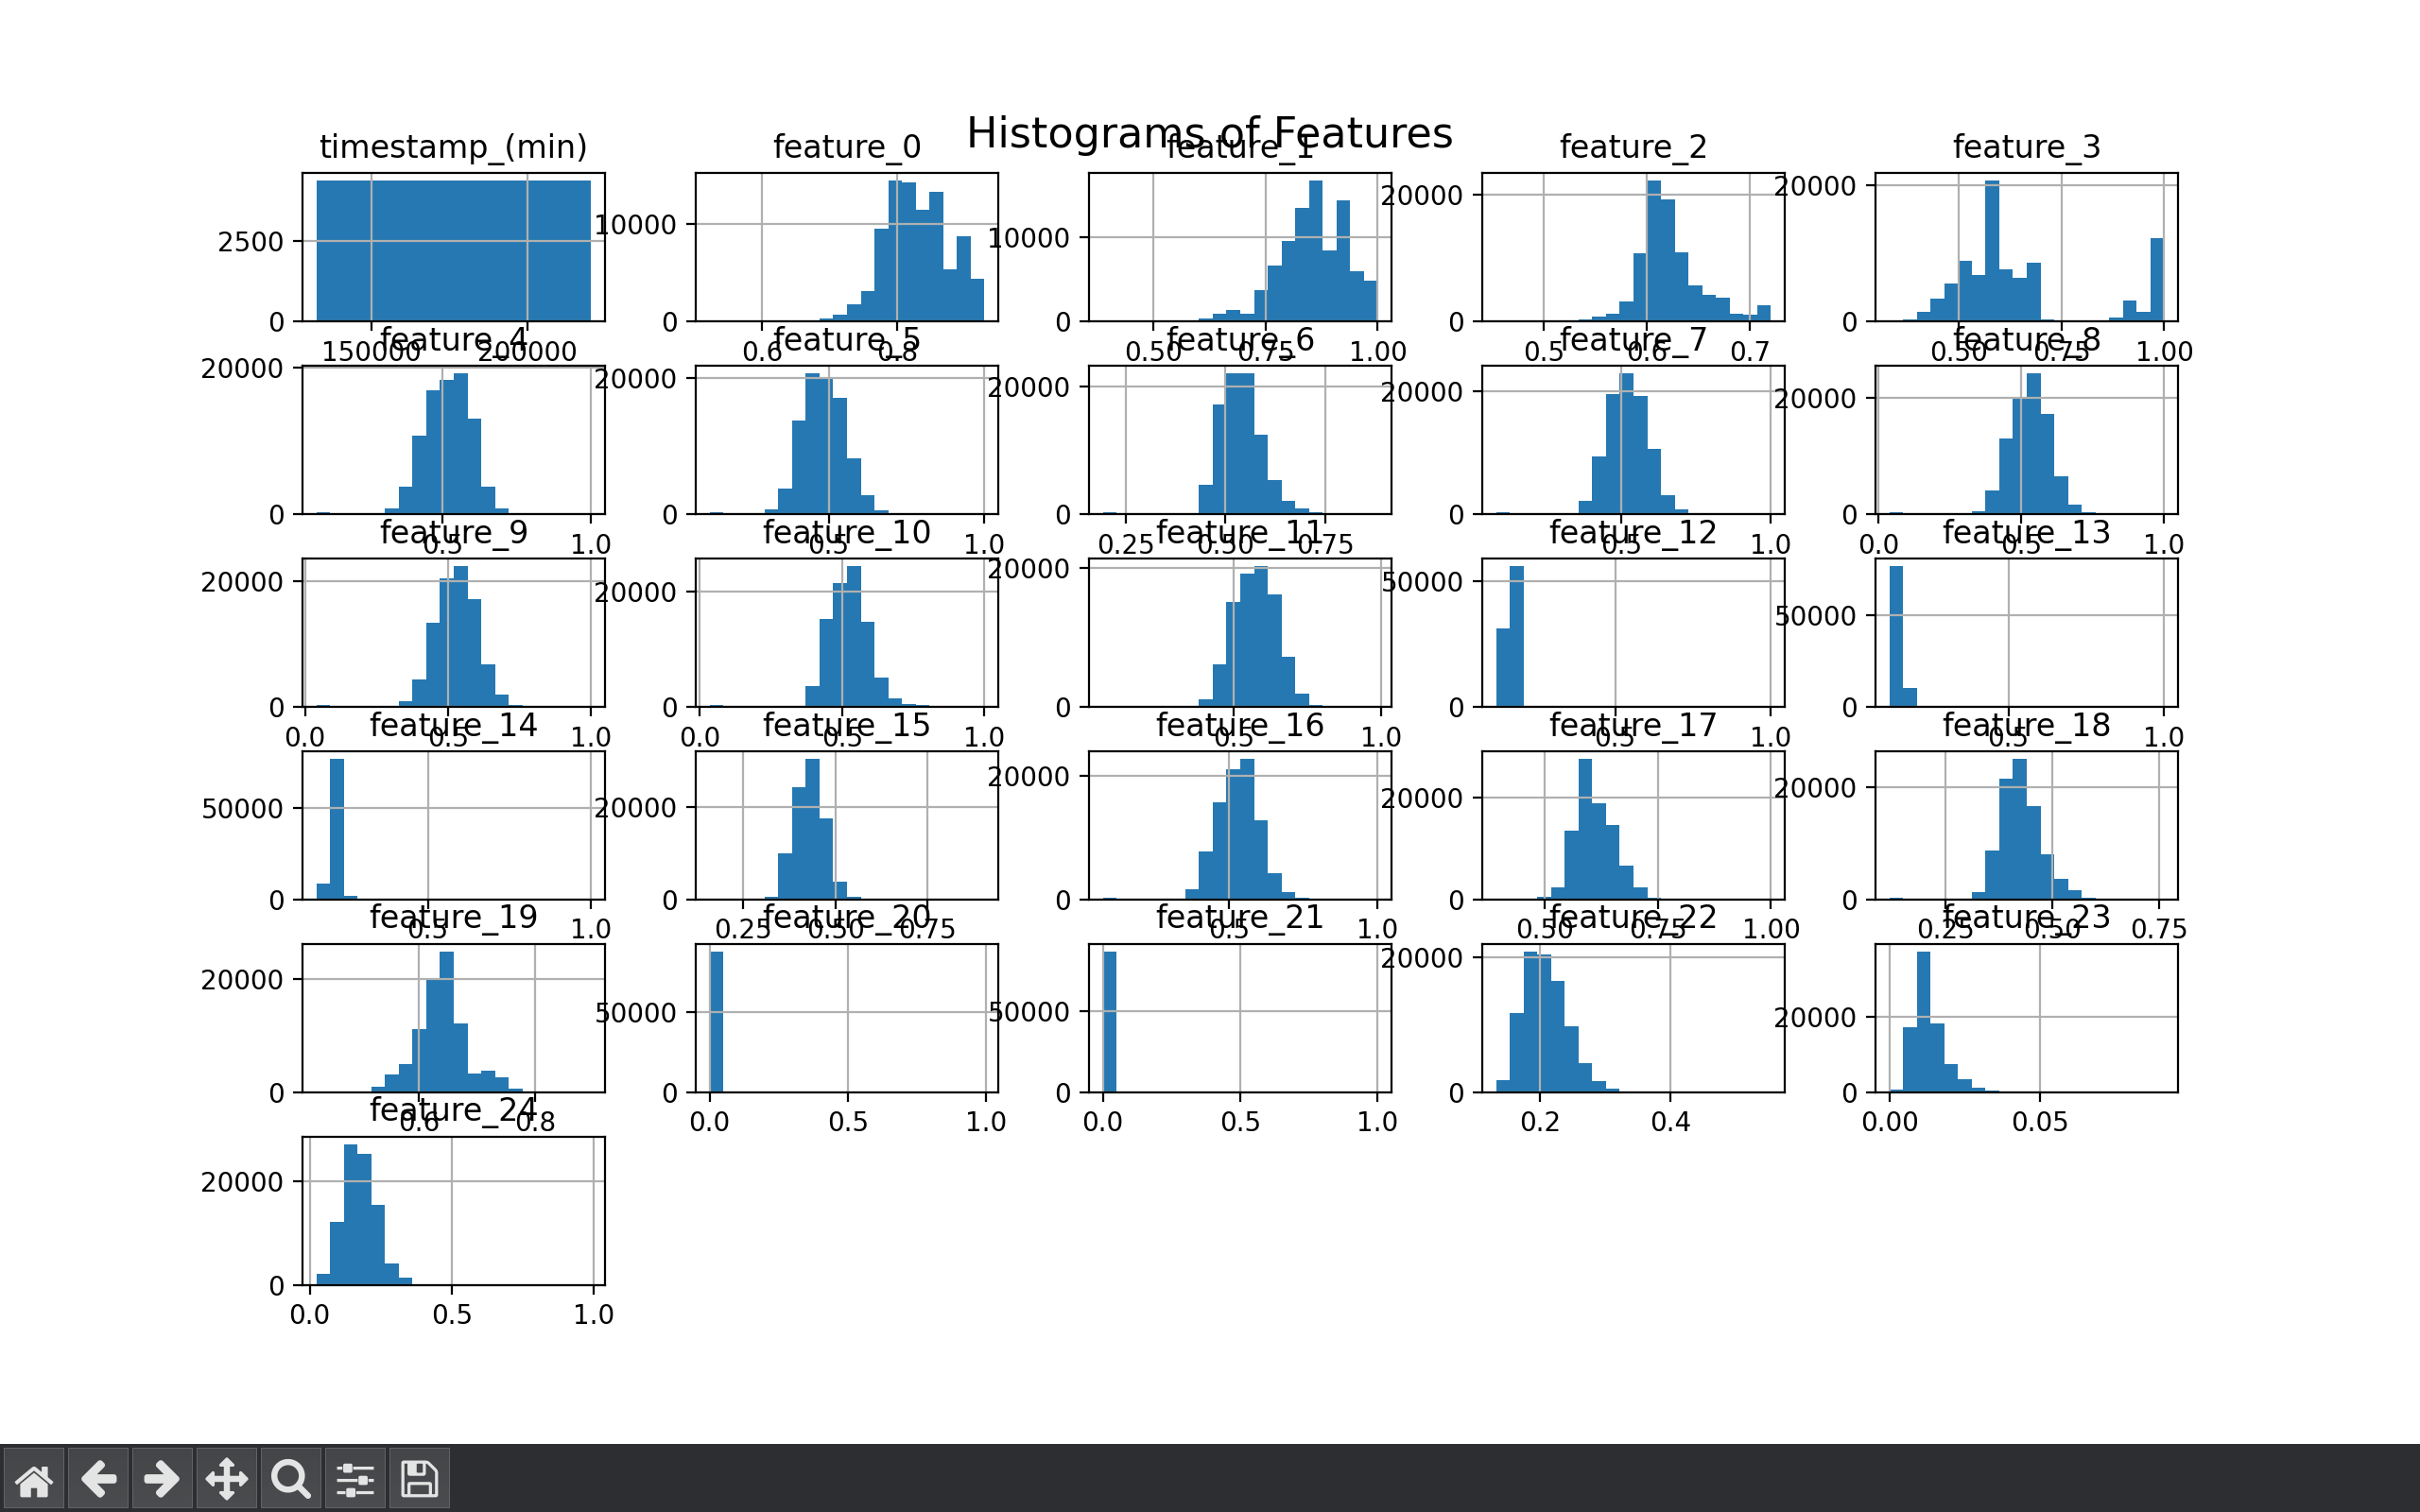 Histograms of Features
timestamp_(min) feature_0 feature_1 feature_2 feature_3
2500 0 150000 200000
10000 0 0.6 0.8
10000 0 0.50 0.75 1.00
20000 0 0.5 0.6 0.7
20000 0 0.50 0.75 1.00
feature_4 feature_5 feature_6 feature_7 feature_8
20000 0 0.5 1.0
20000 0 0.5 1.0
20000 0 0.25 0.50 0.75
20000 0 0.5 1.0
20000 0 0.0 0.5 1.0
feature_9 feature_10 feature_11 feature_12 feature_13
20000 0 0.0 0.5 1.0
20000 0 0.0 0.5 1.0
20000 0 0.5 1.0
50000 0 0.5 1.0
50000 0 0.5 1.0
feature_14 feature_15 feature_16 feature_17 feature_18
50000 0 0.5 1.0
20000 0 0.25 0.50 0.75
20000 0 0.5 1.0
20000 0 0.50 0.75 1.00
20000 0 0.25 0.50 0.75
feature_19 feature_20 feature_21 feature_22 feature_23
20000 0 0.6 0.8
50000 0 0.0 0.5 1.0
50000 0 0.0 0.5 1.0
20000 0 0.2 0.4
20000 0 0.00 0.05
feature_24
20000 0 0.0 0.5 1.0